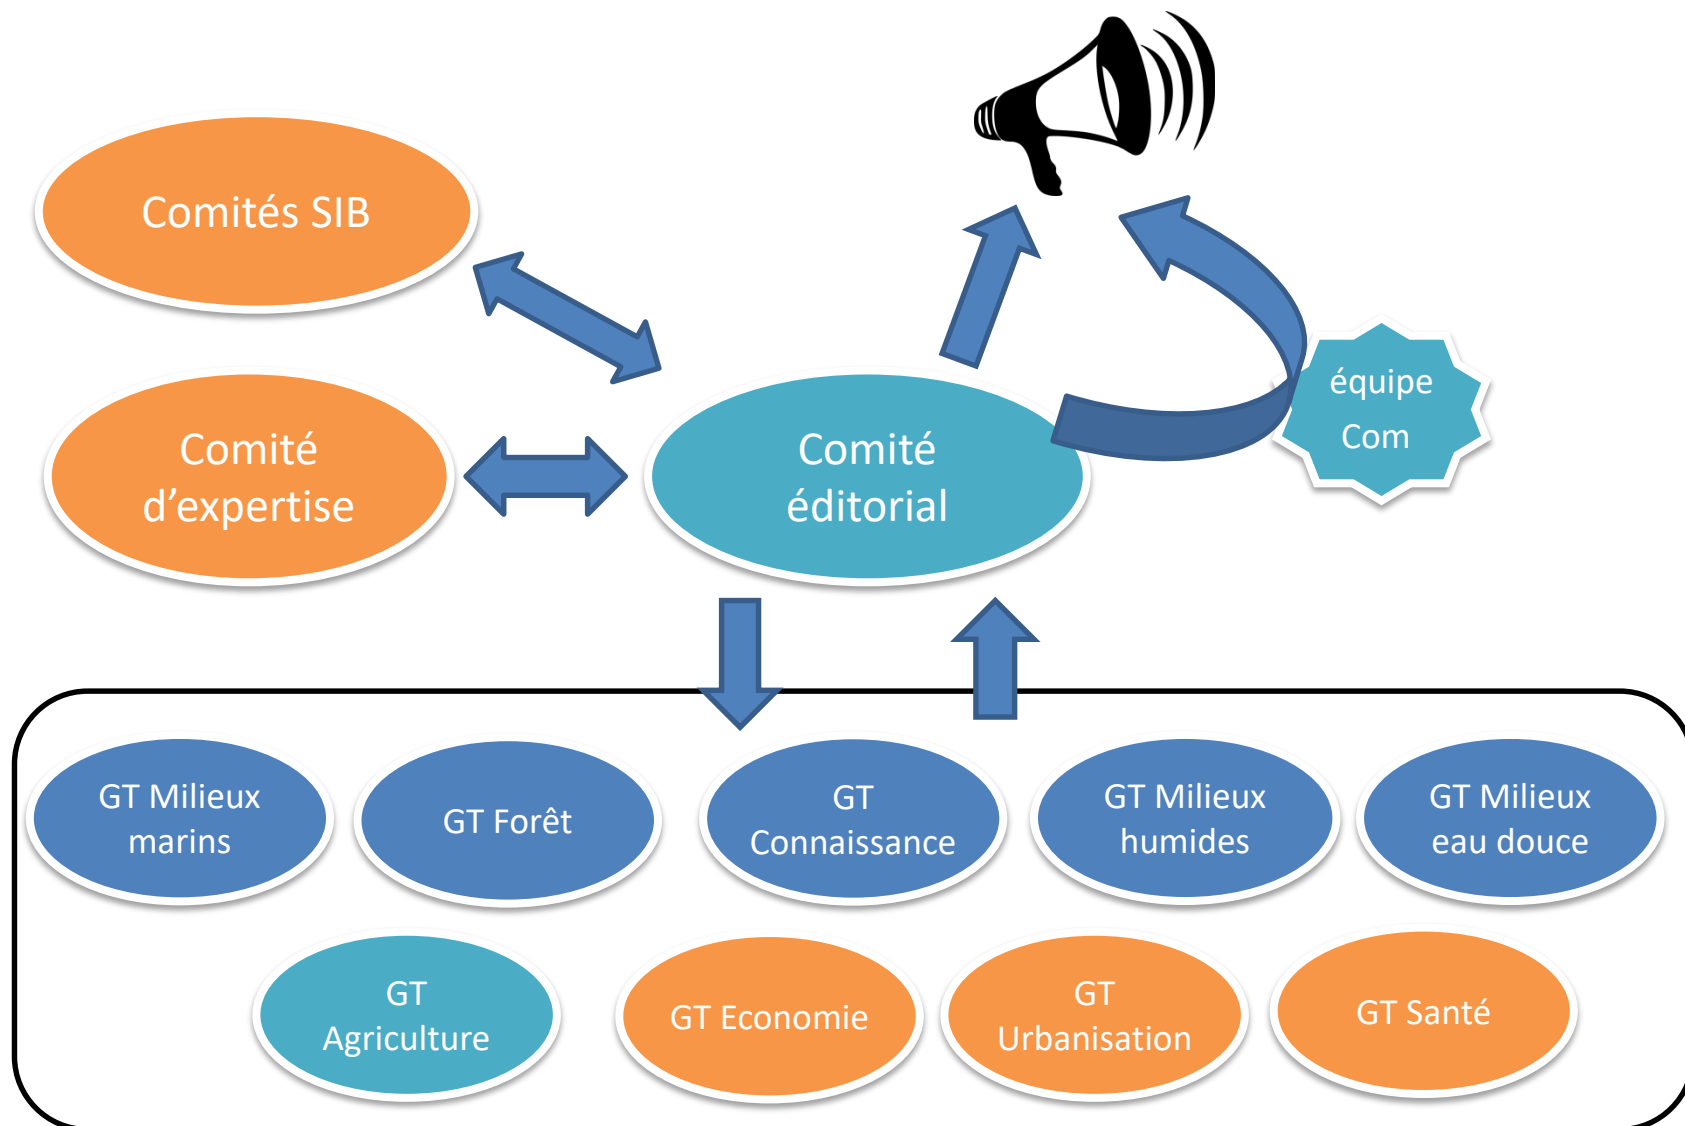 Comités SIB
Comité
d’expertise
Comité
éditorial
équipe
Com
GT Milieux
marins
GT Forêt
GT
Connaissance
GT Milieux
humides
GT Milieux
eau douce
GT
Agriculture
GT Economie
GT
Urbanisation
GT Santé